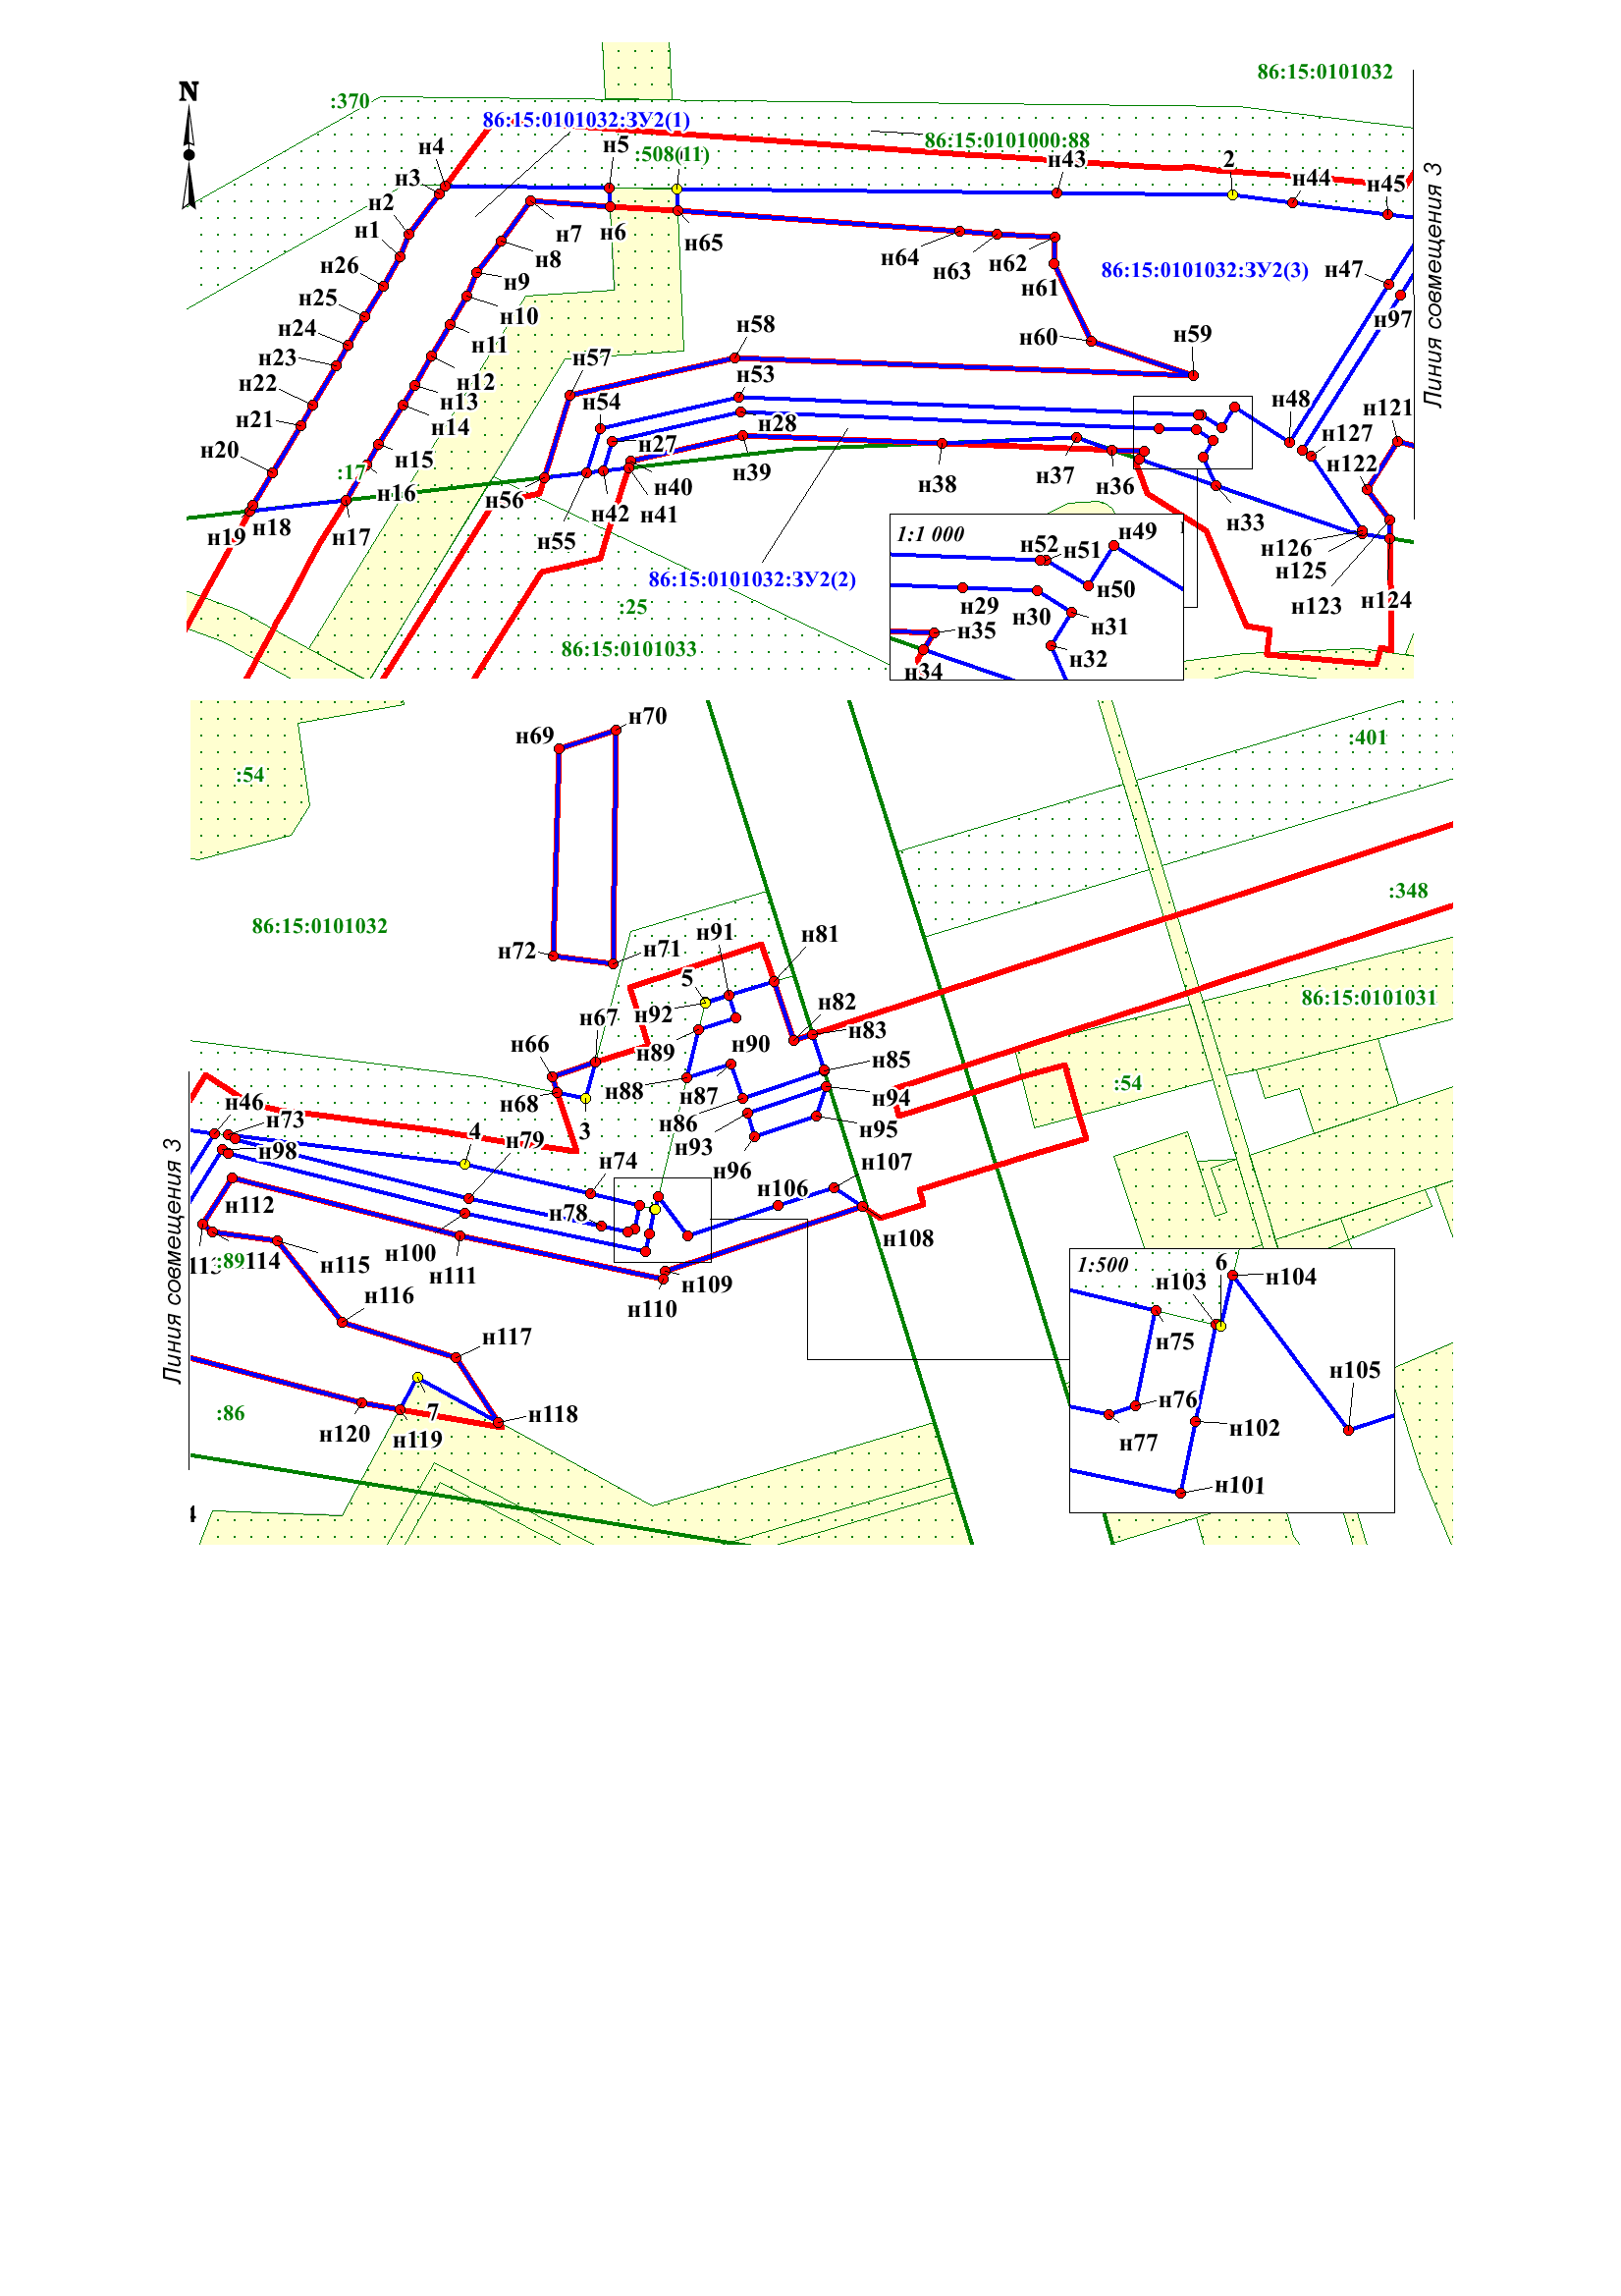 86:15:0101032
N
:370
86:15:0101032:ЗУ2(1)
86:15:0101000:88
н4
н5
:508(11)
н43
2
н3
н44
н45
Линия совмещения 3
н2
н1
н7
н6
н65
н8
н64
н63
н62
86:15:0101032:ЗУ2(3)
н47
н26
н9
н61
н25
н10
н97
н24
н11
н58
н60
н59
н23
н57
н12
н22
н53
н13
н54
н48
н121
н21
н14
н28
н27
н127
н20
н15
:17
н39
н37
н36
н122
н16
н56
н40
н38
н42
н41
н33
н19
н18
н17
н55
1:1 000
н49
н52
н51
н126
н125
86:15:0101032:ЗУ2(2)
н50
:25
н29
н30
н123
н124
н35
н31
86:15:0101033
н32
н34
н70
н69
:401
:54
:348
86:15:0101032
н91
н81
н72
н71
5
86:15:0101031
н92
н82
н67
н83
н89
н90
н66
н85
:54
н88
н87
н68
н94
н46
н73
4
3
н86
н95
н79
н93
Линия совмещения 3
н98
н96
н74
н107
н106
н112
н78
н108
н100
:89
н114
н115
н111
6
1:500
н103
н104
н109
н116
н110
н75
н117
н105
н76
:86
7
н118
н102
н120
н119
н77
н101